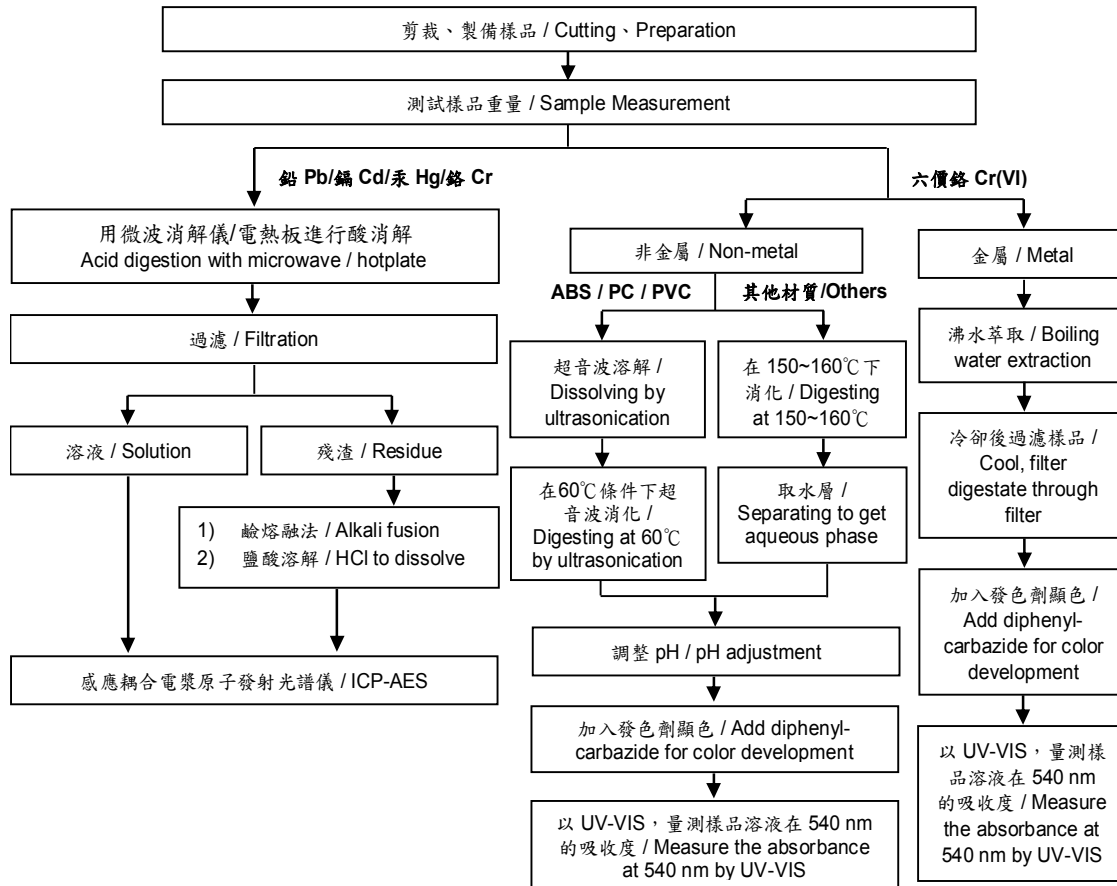 剪裁、製備樣品 / Cutting、Preparation
測試樣品重量 / Sample Measurement
鉛 Pb/鎘 Cd/汞 Hg/鉻 Cr
六價鉻 Cr(VI)
用微波消解儀/電熱板進行酸消解
Acid digestion with microwave / hotplate
過濾 / Filtration
溶液 / Solution
殘渣 / Residue
1) 鹼熔融法 / Alkali fusion
2) 鹽酸溶解 / HCl to dissolve
感應耦合電漿原子發射光譜儀 / ICP-AES
非金屬 / Non-metal
ABS / PC / PVC
其他材質/Others
超音波溶解 /
Dissolving by
ultrasonication
在 150~160℃下
消化 / Digesting
at 150~160℃
在60℃條件下超
音波消化 /
Digesting at 60℃
by ultrasonication
取水層 /
Separating to get
aqueous phase
調整 pH / pH adjustment
加入發色劑顯色 / Add diphenyl-
carbazide for color development
以 UV-VIS，量測樣品溶液在 540 nm
的吸收度 / Measure the absorbance
at 540 nm by UV-VIS
金屬 / Metal
沸水萃取 / Boiling
water extraction
冷卻後過濾樣品 /
Cool, filter
digestate through
filter
加入發色劑顯色 /
Add diphenyl-
carbazide for color
development
以 UV-VIS，量測樣
品溶液在 540 nm
的吸收度 / Measure
the absorbance at
540 nm by UV-VIS